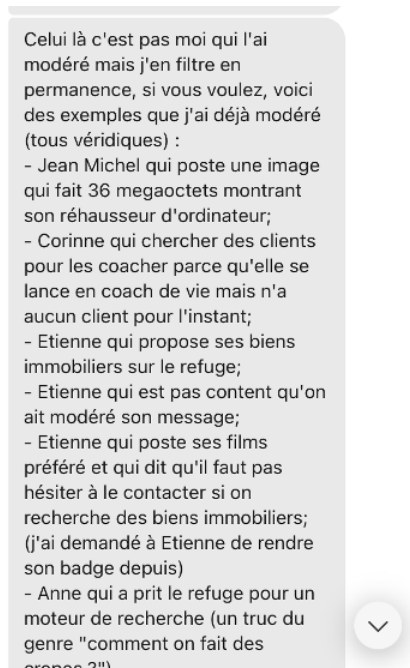 Celui là c'est pas moi qui l'ai
modéré mais j'en filtre en
permanence, si vous voulez, voici
des exemples que j'ai déjà modéré
(tous véridiques) :
- Jean Michel qui poste une image
qui fait 36 megaoctets montrant
son réhausseur d'ordinateur;
- Corinne qui chercher des clients
pour les coacher parce qu'elle se
lance en coach de vie mais n'a
aucun client pour l'instant;
- Etienne qui propose ses biens
immobiliers sur le refuge;
- Etienne qui est pas content qu'on
ait modéré son message;
- Etienne qui poste ses films
préféré et qui dit qu'il faut pas
hésiter à le contacter si on
recherche des biens immobiliers;
(j'ai demandé à Etienne de rendre
son badge depuis)
- Anne qui a prit le refuge pour un
moteur de recherche (un truc du
genre "comment on fait des